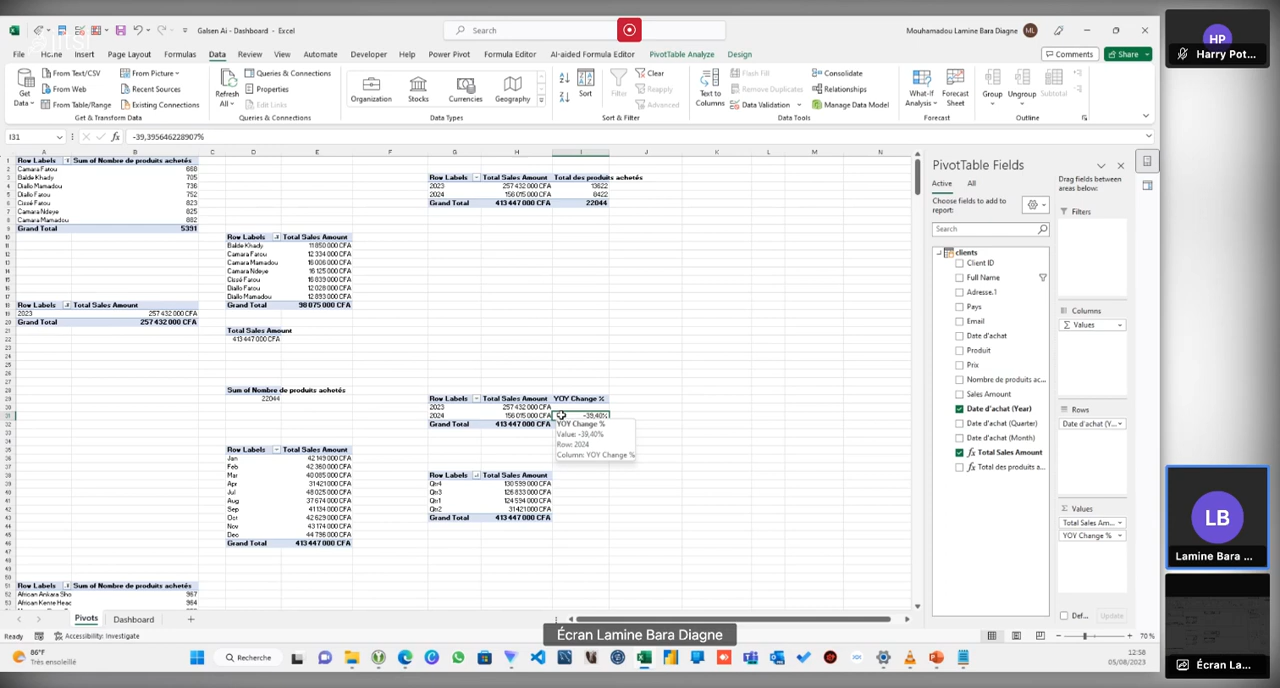 Galsen Ai - Dashboard - Excel
Search
Mouhamadou Lamine Bara Diagne
ML
File Home Insert Page Layout Formulas Data Review View Automate Developer Help Power Pivot Formula Editor AI-aided Formula Editor PivotTable Analyze Design
Comments
Share
Get Data
From Text/CSV
From Web
From Table/Range
From Picture
Recent Sources
Existing Connections
Get & Transform Data
Refresh All
Queries & Connections
Properties
Edit Links
Queries & Connections
Organization
Stocks
Currencies
Geography
Data Types
Sort
Filter
Clear
Reapply
Advanced
Sort & Filter
Text to Columns
Flash Fill
Remove Duplicates
Data Validation
Consolidate
Relationships
Manage Data Model
Data Tools
What-If Analysis
Forecast Sheet
Forecast
Group
Ungroup
Subtotal
Outline
I31
fx
-39,395646228907%
A B C D E F G H I J K L M N
Row Labels Sum of Nombre de produits achetés
Camara Fatou 668
Balde Khady 705
Diallo Mamadou 736
Diallo Fatou 752
Cissé Fatou 823
Camara Ndeye 825
Camara Mamadou 882
Grand Total 5391
Row Labels Total Sales Amount Total des produits achetés
2023 257 432 000 CFA 13622
2024 156 015 000 CFA 8422
Grand Total 413 447 000 CFA 22044
Row Labels Total Sales Amount
Balde Khady 11 850 000 CFA
Camara Fatou 12 334 000 CFA
Camara Mamadou 16 006 000 CFA
Camara Ndeye 16 125 000 CFA
Cissé Fatou 16 839 000 CFA
Diallo Fatou 12 028 000 CFA
Diallo Mamadou 12 893 000 CFA
Grand Total 98 075 000 CFA
Row Labels Total Sales Amount
2023 257 432 000 CFA
Grand Total 257 432 000 CFA
Total Sales Amount
413 447 000 CFA
Sum of Nombre de produits achetés
22044
Row Labels Total Sales Amount YOY Change %
2023 257 432 000 CFA
2024 156 015 000 CFA -39,40%
Grand Total 413 447 000 CFA
YOY Change %
Value: -39,40%
Row: 2024
Column: YOY Change %
Row Labels Total Sales Amount
Jan 42 149 000 CFA
Feb 42 360 000 CFA
Mar 40 085 000 CFA
Apr 31 421 000 CFA
Jul 48 025 000 CFA
Aug 37 674 000 CFA
Sep 41 134 000 CFA
Oct 42 629 000 CFA
Nov 43 174 000 CFA
Dec 44 796 000 CFA
Grand Total 413 447 000 CFA
Row Labels Total Sales Amount
Qtr4 130 599 000 CFA
Qtr3 126 833 000 CFA
Qtr1 124 594 000 CFA
Qtr2 31 421 000 CFA
Grand Total 413 447 000 CFA
Row Labels Sum of Nombre de produits achetés
African Ankara Sho 967
African Kente Head 964
PivotTable Fields
Active All
Choose fields to add to report:
Search
clients
Client ID
Full Name
Adresse.1
Pays
Email
Date d'achat
Produit
Prix
Nombre de produits ac...
Sales Amount
Date d'achat (Year)
Date d'achat (Quarter)
Date d'achat (Month)
fx Total Sales Amount
fx Total des produits a...
Drag fields between areas below:
Filters
Columns
Σ Values
Rows
Date d'achat (Y...
Σ Values
Total Sales Am...
YOY Change %
Def...
Update
Pivots Dashboard
Ready
Accessibility: Investigate
70 %
Écran Lamine Bara Diagne
86°F
Très ensoleillé
Recherche
12:58
05/08/2023
HP
Harry Pot...
LB
Lamine Bara ...
Écran La...